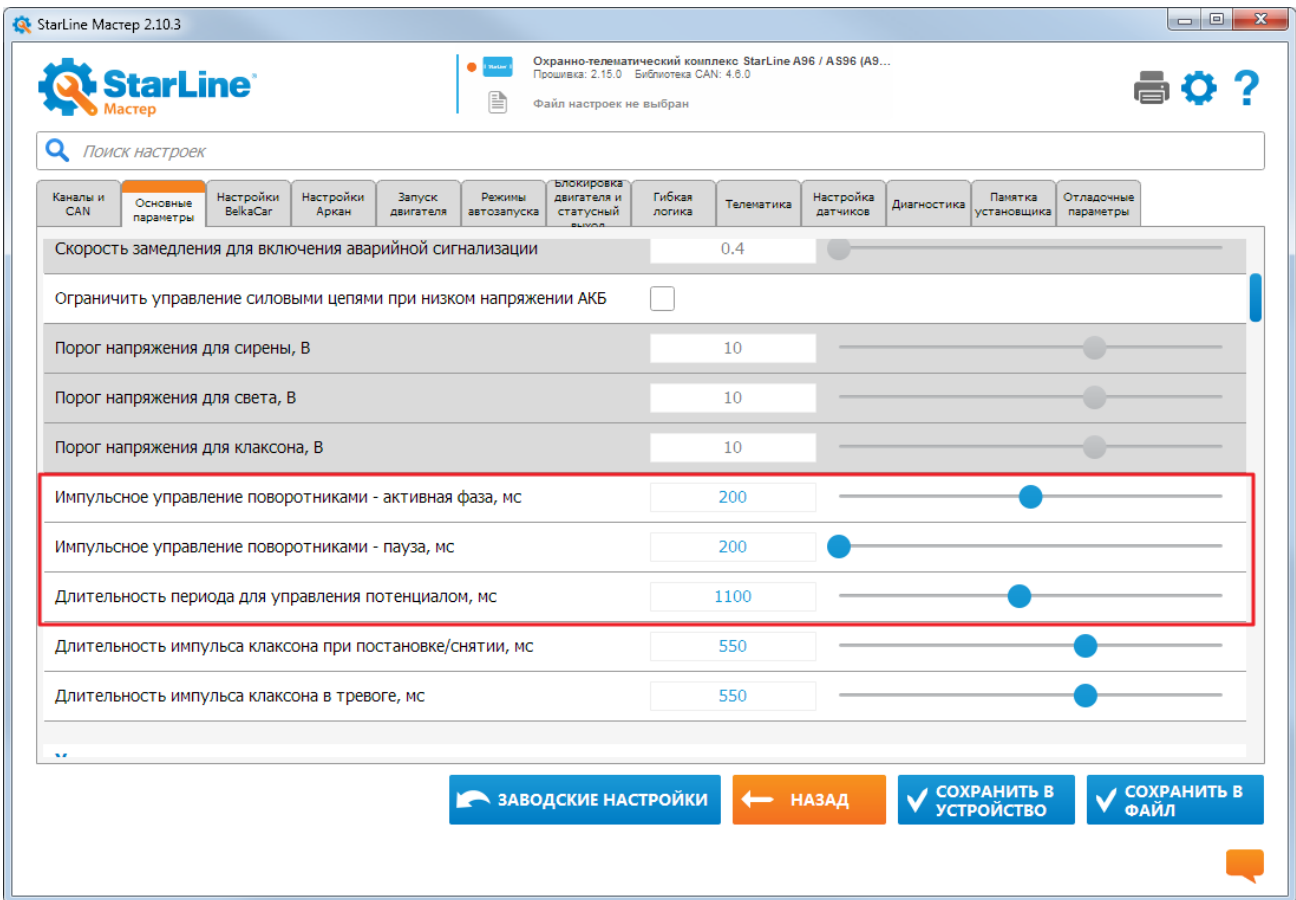 StarLine Мастер 2.10.3
StarLine
Мастер
Охранно-телематический комплекс StarLine A96 / AS96 (A9...
Прошивка: 2.15.0 Библиотека CAN: 4.6.0
Файл настроек не выбран
Поиск настроек
Каналы и
CAN
Основные
параметры
Настройки
BelkaCar
Настройки
Аркан
Запуск
двигателя
Режимы
автозапуска
Блокировка
двигателя и
статусный
выход
Гибкая
логика
Телематика
Настройка
датчиков
Диагностика
Памятка
установщика
Отладочные
параметры
Скорость замедления для включения аварийной сигнализации 0.4
Ограничить управление силовыми цепями при низком напряжении АКБ
Порог напряжения для сирены, В 10
Порог напряжения для света, В 10
Порог напряжения для клаксона, В 10
Импульсное управление поворотниками - активная фаза, мс 200
Импульсное управление поворотниками - пауза, мс 200
Длительность периода для управления потенциалом, мс 1100
Длительность импульса клаксона при постановке/снятии, мс 550
Длительность импульса клаксона в тревоге, мс 550
ЗАВОДСКИЕ НАСТРОЙКИ
НАЗАД
СОХРАНИТЬ В
УСТРОЙСТВО
СОХРАНИТЬ В
ФАЙЛ